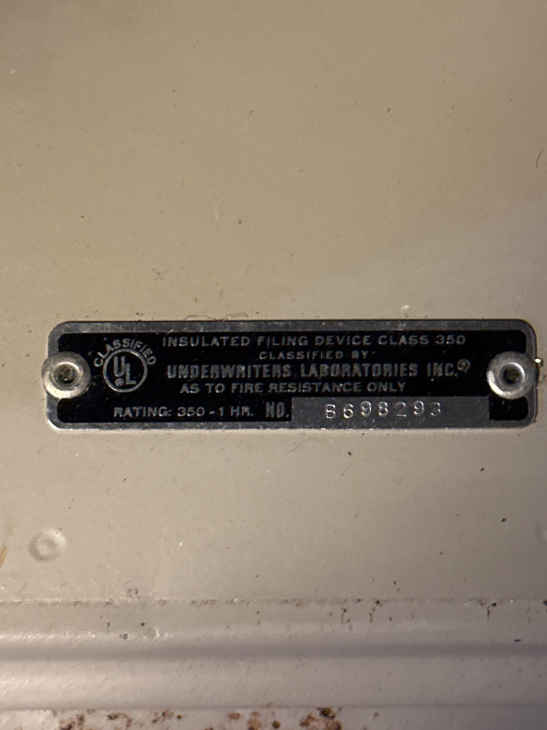 CLASSIFIED
UL
INSULATED FILING DEVICE CLASS 350
CLASSIFIED BY
UNDERWRITERS LABORATORIES INC.®
AS TO FIRE RESISTANCE ONLY
RATING: 350-1 HR. NO. B698293